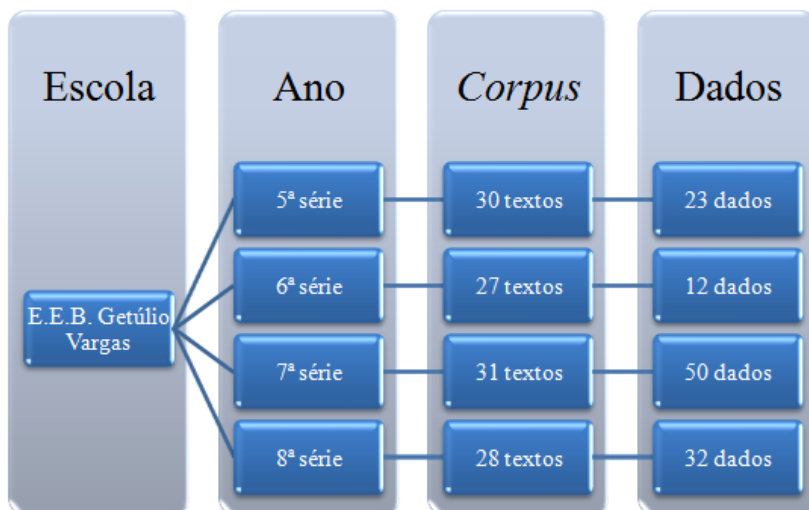 Escola
Ano
Corpus
Dados
5ª série
30 textos
23 dados
6ª série
27 textos
12 dados
E.E.B. Getúlio
Vargas
7ª série
31 textos
50 dados
8ª série
28 textos
32 dados